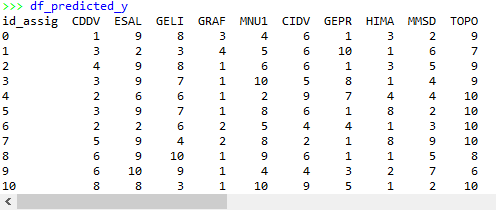 >>> df_predicted_y
id_assig CDDV ESAL GELI GRAF MNU1 CIDV GEPR HIMA MMSD TOPO
0 1 9 8 3 4 6 1 3 2 9
1 3 2 3 4 5 6 10 1 6 7
2 4 9 8 1 6 6 1 3 5 9
3 3 9 7 1 10 5 8 1 4 9
4 2 6 6 1 2 9 7 4 4 10
5 3 9 7 1 8 6 1 8 2 10
6 2 2 6 2 5 4 4 1 3 10
7 5 9 4 2 8 2 1 8 9 10
8 6 9 10 1 9 6 1 1 5 8
9 6 10 9 1 4 4 3 2 7 6
10 8 8 3 1 10 9 5 1 2 10